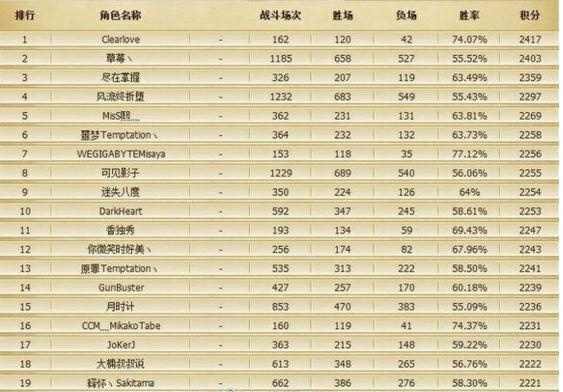 排行 角色名称 战斗场次 胜场 负场 胜率 积分
1 Clearlove - 162 120 42 74.07% 2417
2 草莓丶 - 1185 658 527 55.52% 2403
3 尽在掌握 - 326 207 119 63.49% 2359
4 风流终折堕 - 1232 683 549 55.43% 2297
5 MisS熙__ - 362 231 131 63.81% 2269
6 噩梦Temptation丶 - 364 232 132 63.73% 2258
7 WEGIGABYTEMisaya - 153 118 35 77.12% 2256
8 可见影子 - 1229 689 540 56.06% 2255
9 迷失八度 - 350 224 126 64% 2254
10 DarkHeart - 592 347 245 58.61% 2253
11 香独秀 - 193 134 59 69.43% 2247
12 你微笑时好美丶 - 256 174 82 67.96% 2243
13 原罪Temptation丶 - 535 313 222 58.50% 2241
14 GunBuster - 427 257 170 60.18% 2239
15 月时计 - 853 470 383 55.09% 2236
16 CCM__MikakoTabe - 160 119 41 74.37% 2231
17 JoKerJ - 363 215 148 59.22% 2230
18 大橘叔叔说 - 613 348 265 56.76% 2222
19 丶Sakitama - 662 386 276 58.30% 2221